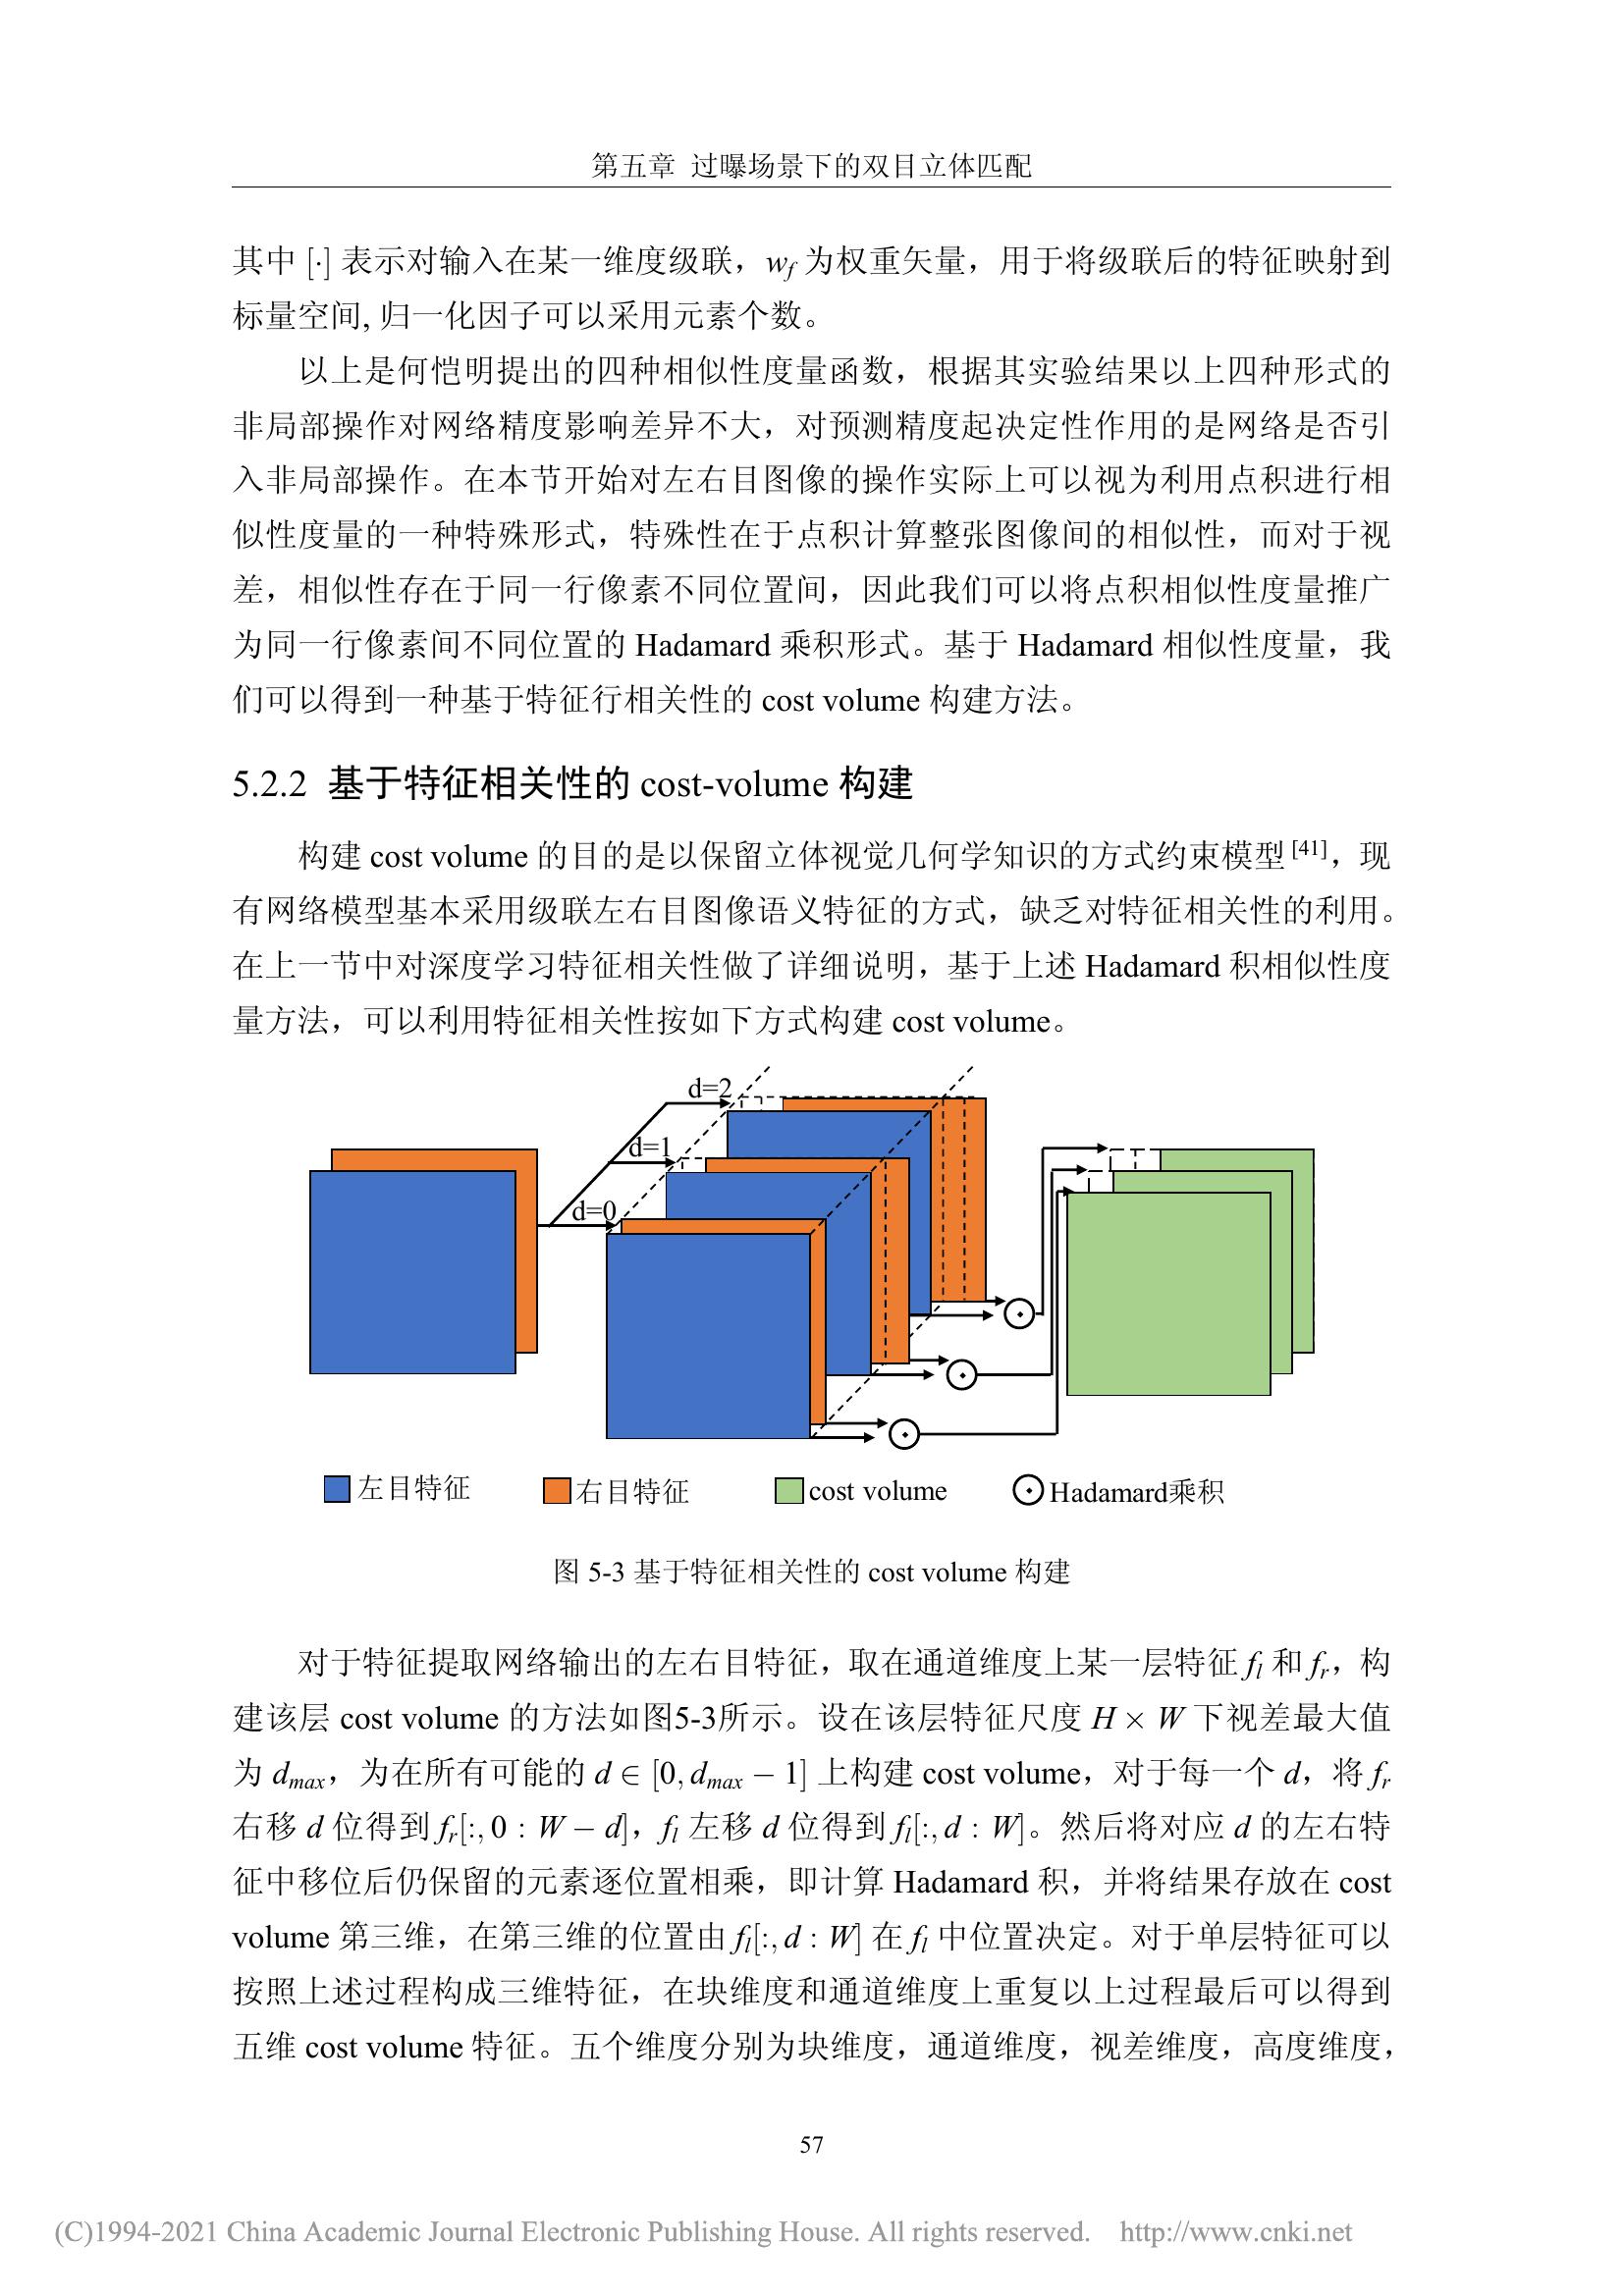 第五章 过曝场景下的双目立体匹配
其中 [·] 表示对输入在某一维度级联，w_f 为权重矢量，用于将级联后的特征映射到
标量空间, 归一化因子可以采用元素个数。
以上是何恺明提出的四种相似性度量函数，根据其实验结果以上四种形式的
非局部操作对网络精度影响差异不大，对预测精度起决定性作用的是网络是否引
入非局部操作。在本节开始对左右目图像的操作实际上可以视为利用点积进行相
似性度量的一种特殊形式，特殊性在于点积计算整张图像间的相似性，而对于视
差，相似性存在于同一行像素不同位置间，因此我们可以将点积相似性度量推广
为同一行像素间不同位置的 Hadamard 乘积形式。基于 Hadamard 相似性度量，我
们可以得到一种基于特征行相关性的 cost volume 构建方法。
5.2.2 基于特征相关性的 cost-volume 构建
构建 cost volume 的目的是以保留立体视觉几何学知识的方式约束模型 [41]，现
有网络模型基本采用级联左右目图像语义特征的方式，缺乏对特征相关性的利用。
在上一节中对深度学习特征相关性做了详细说明，基于上述 Hadamard 积相似性度
量方法，可以利用特征相关性按如下方式构建 cost volume。
d=2
d=1
d=0
左目特征 右目特征 cost volume Hadamard乘积
图 5-3 基于特征相关性的 cost volume 构建
对于特征提取网络输出的左右目特征，取在通道维度上某一层特征 f_l 和 f_r，构
建该层 cost volume 的方法如图5-3所示。设在该层特征尺度 H × W 下视差最大值
为 d_max，为在所有可能的 d ∈ [0, d_max − 1] 上构建 cost volume，对于每一个 d，将 f_r
右移 d 位得到 f_r[:, 0 : W − d]，f_l 左移 d 位得到 f_l[:, d : W]。然后将对应 d 的左右特
征中移位后仍保留的元素逐位置相乘，即计算 Hadamard 积，并将结果存放在 cost
volume 第三维，在第三维的位置由 f_l[:, d : W] 在 f_l 中位置决定。对于单层特征可以
按照上述过程构成三维特征，在块维度和通道维度上重复以上过程最后可以得到
五维 cost volume 特征。五个维度分别为块维度，通道维度，视差维度，高度维度，
57
(C)1994-2021 China Academic Journal Electronic Publishing House. All rights reserved. http://www.cnki.net